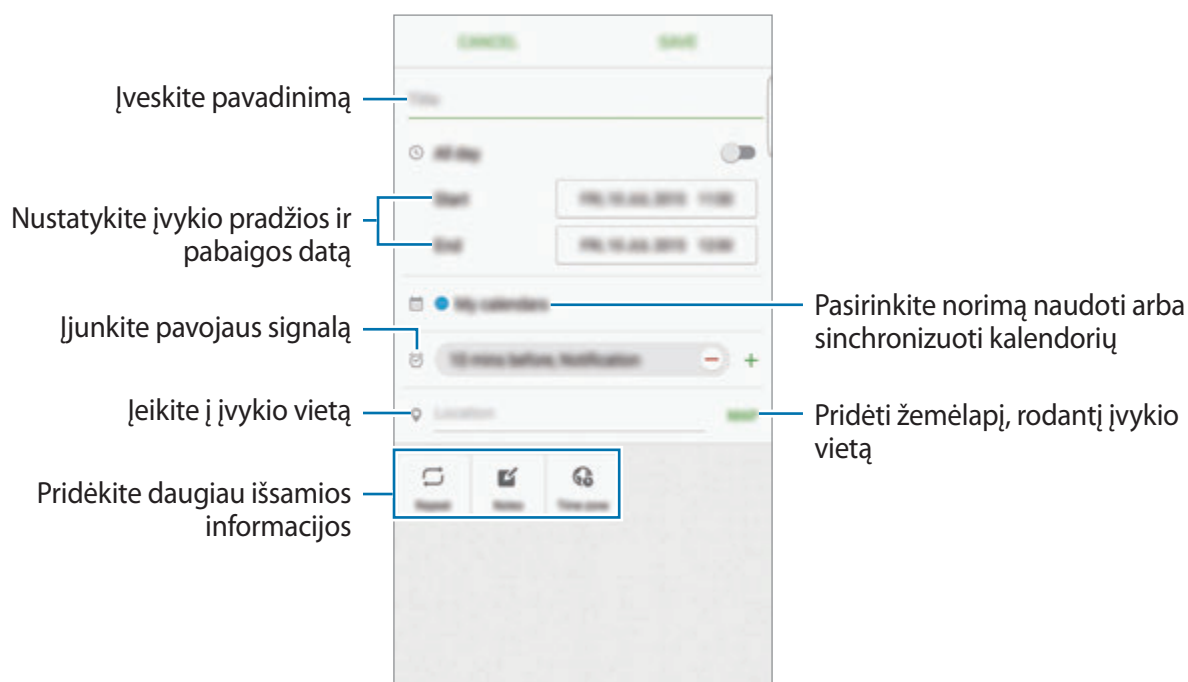 CANCEL
SAVE
Įveskite pavadinimą
Title
All day
Nustatykite įvykio pradžios ir
pabaigos datą
Start
End
My calendars
Pasirinkite norimą naudoti arba
sinchronizuoti kalendorių
Įjunkite pavojaus signalą
10 mins before, Notification
Įeikite į įvykio vietą
Location
MAP
Pridėti žemėlapį, rodantį įvykio
vietą
Pridėkite daugiau išsamios
informacijos
Repeat
Notes
Time zone